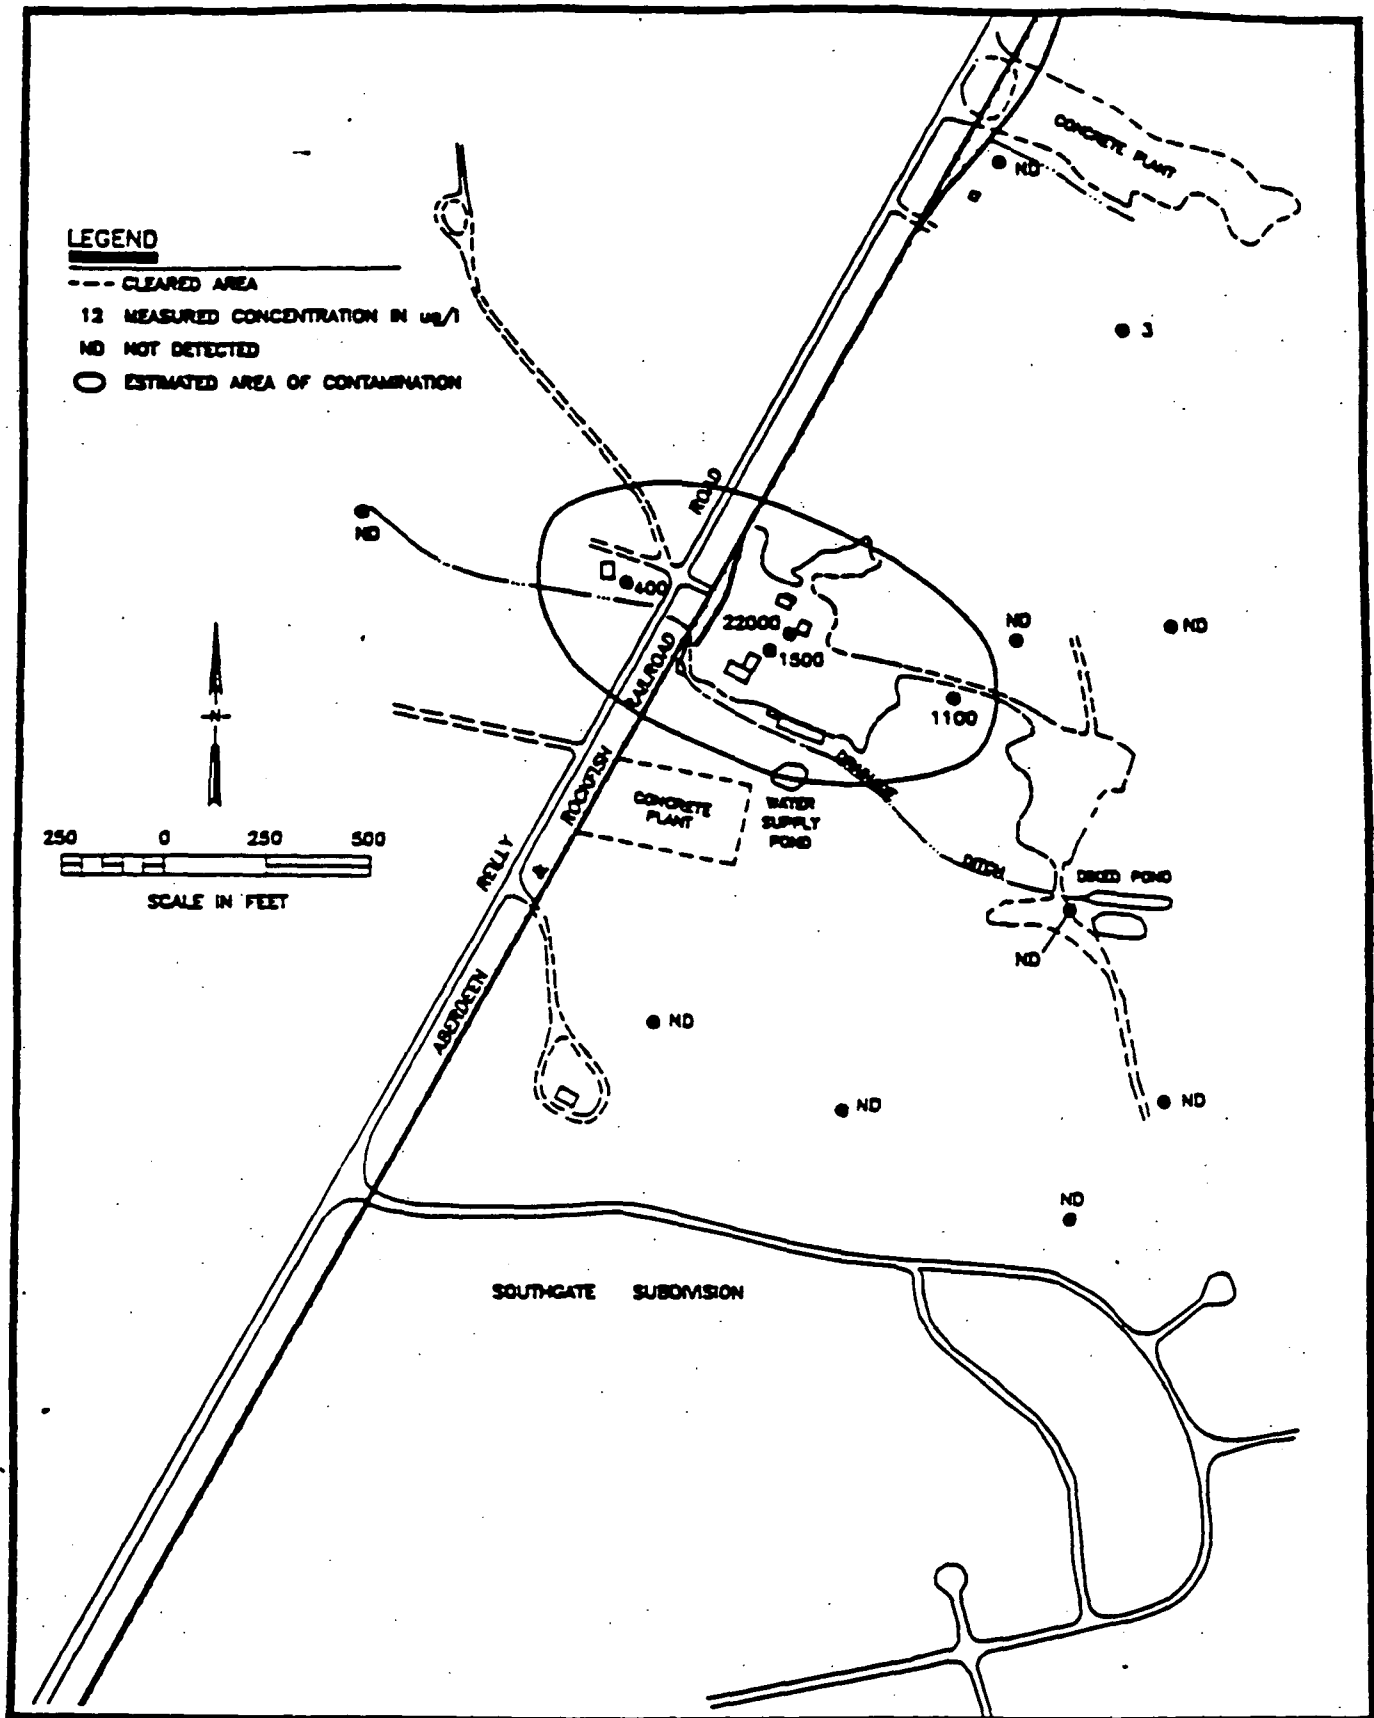 CONCRETE PLANT
ND
LEGEND
CLEARED AREA
12 MEASURED CONCENTRATION IN ug/l
ND NOT DETECTED
ESTIMATED AREA OF CONTAMINATION
3
ROAD
ND
400
22000
1500
ND
ND
RAILROAD
1100
N
ROCKFISH
DRAINAGE
CONCRETE
PLANT
WATER
SUPPLY
POND
250 0 250 500
SCALE IN FEET
REILLY
&
DITCH
DIKED POND
ND
ABERDEEN
ND
ND
ND
ND
SOUTHGATE SUBDIVISION